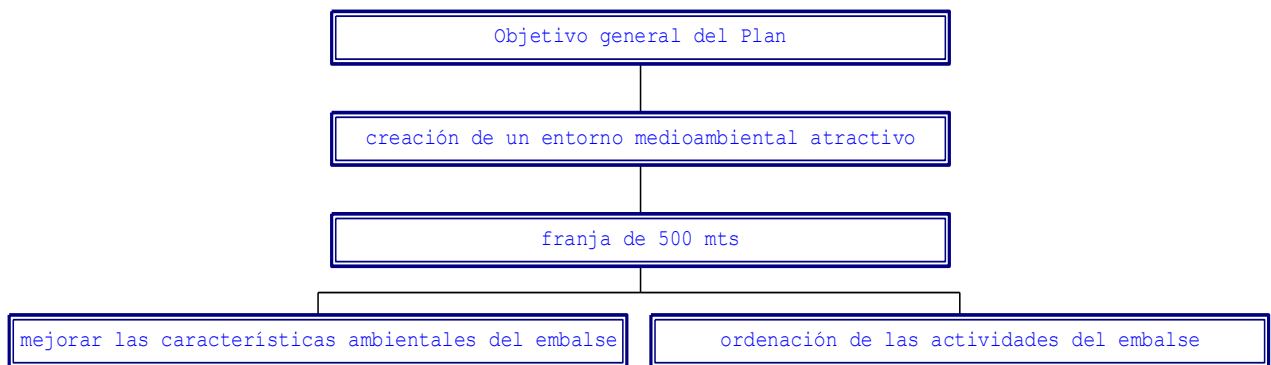 Objetivo general del Plan
creación de un entorno medioambiental atractivo
franja de 500 mts
mejorar las características ambientales del embalse
ordenación de las actividades del embalse